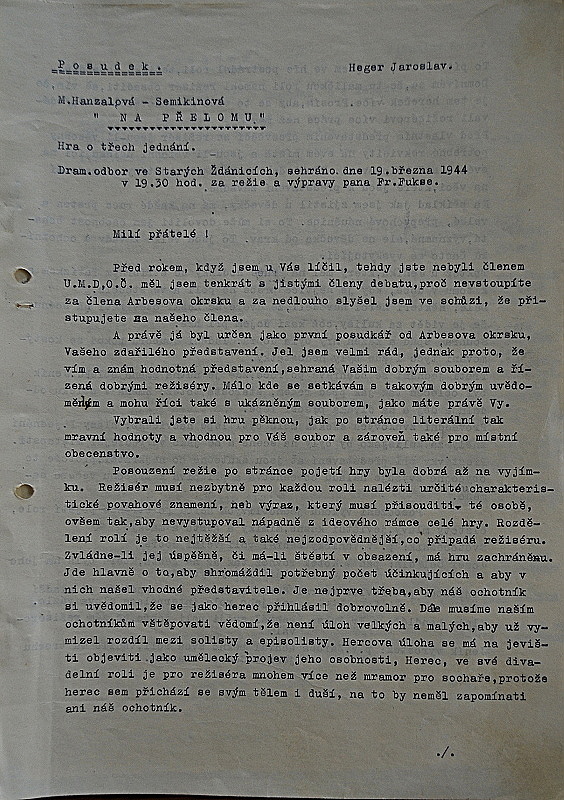 Posudek. Heger Jaroslav.
M.Hanzalová - Semikinová
" NA PŘELOMU "
Hra o třech jednání.
Dram.odbor ve Starých Ždánicích, sehráno dne 19.března 1944
v 19.30 hod. za režie a výpravy pana Fr.Fukse.
Milí přátelé !
Před rokem, když jsem u Vás líčil, tehdy jste nebyli členem
U.M.D.O.Č. měl jsem tenkrát s jistými členy debatu,proč nevstoupíte
za člena Arbesova okrsku a za nedlouho slyšel jsem ve schůzi, že při-
stupujete na našeho člena.
A právě já byl určen jako první posudkář od Arbesova okrsku,
Vašeho zdařilého představení. Jel jsem velmi rád, jednak proto, že
vím a znám hodnotná představení,sehraná Vašim dobrým souborem a ří-
zená dobrými režiséry. Málo kde se setkávám s takovým dobrým uvědo-
mělým a mohu říci také s ukázněným souborem, jako máte právě Vy.
Vybrali jste si hru pěknou, jak po stránce literální tak
mravní hodnoty a vhodnou pro Váš soubor a zároveň také pro místní
obecenstvo.
Posouzení režie po stránce pojetí hry byla dobrá až na vyjím-
ku. Režisér musí nezbytně pro každou roli nalézti určité charakteris-
tické povahové znamení, neb výraz, který musí přisouditi té osobě,
ovšem tak,aby nevystupoval nápadně z ideového rámce celé hry. Rozdě-
lení rolí je to nejtěžší a také nejzodpovědnější,co připadá režiséru.
Zvládne-li jej úspěšně, či má-li štěstí v obsazení, má hru zachráněnu.
Jde hlavně o to,aby shromáždil potřebný počet účinkujících a aby v
nich našel vhodné představitele. Je nejprve třeba,aby náš ochotník
si uvědomil,že se jako herec přihlásil dobrovolně. Dále musíme našim
ochotníkům vštěpovati vědomí,že není úloh velkých a malých,aby už vy-
mizel rozdíl mezi solisty a episolisty. Hercova úloha se má na jeviš-
ti objeviti jako umělecký projev jeho osobnosti, Herec, ve své diva-
delní roli je pro režiséra mnohem více než mramor pro sochaře,protože
herec sem přichází se svým tělem i duší, na to by neměl zapomínati
ani náš ochotník.
./.